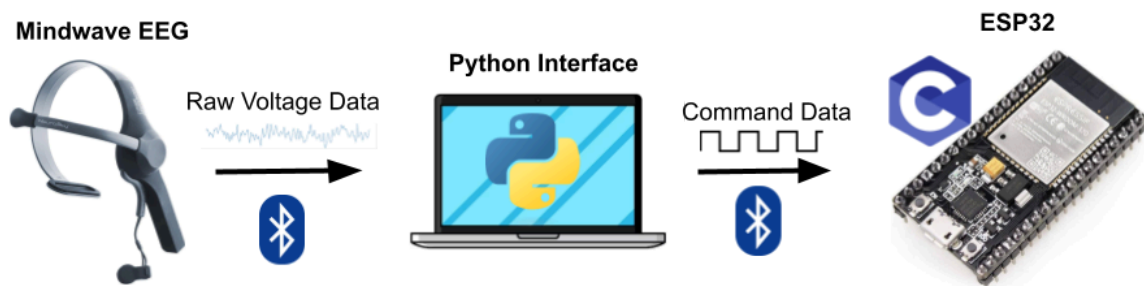 Mindwave EEG
Raw Voltage Data
Python Interface
Command Data
ESP32
C